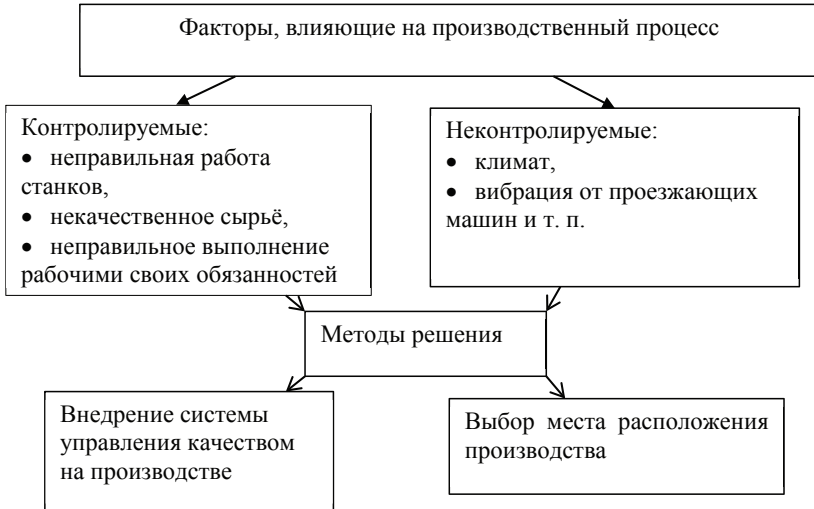 Факторы, влияющие на производственный процесс
Контролируемые:
• неправильная работа
станков,
• некачественное сырьё,
• неправильное выполнение
рабочими своих обязанностей
Неконтролируемые:
• климат,
• вибрация от проезжающих
машин и т. п.
Методы решения
Внедрение системы
управления качеством
на производстве
Выбор места расположения
производства